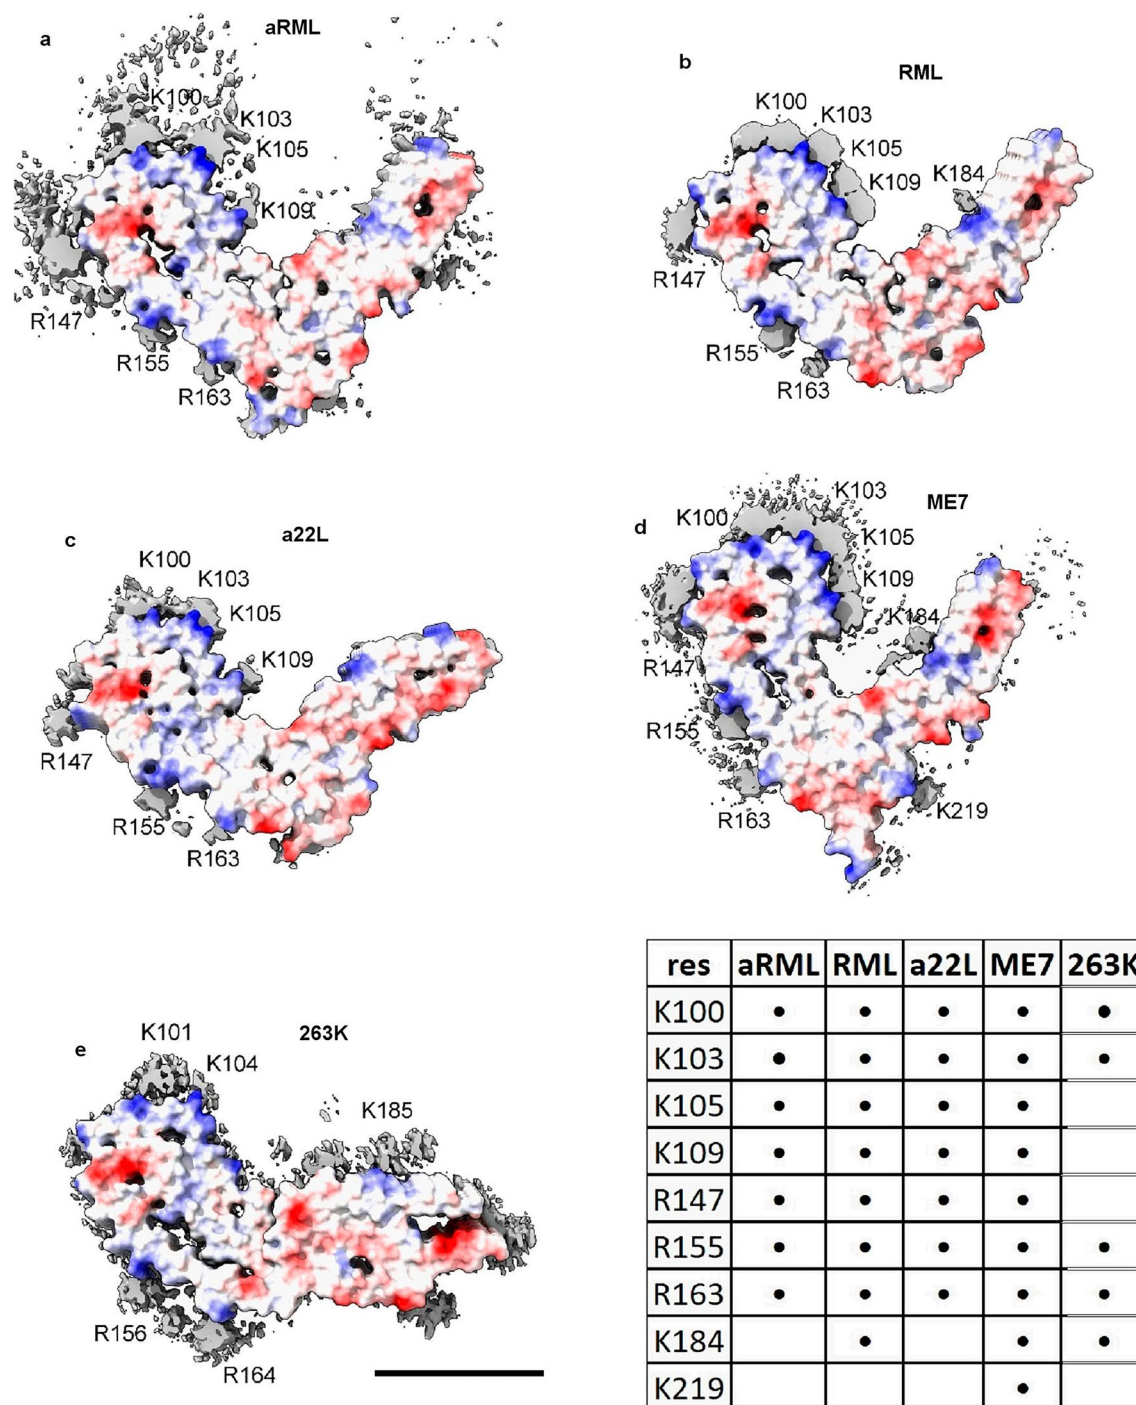 a
aRML
K100
K103
K105
K109
R147
R155
R163
b
RML
K100
K103
K105
K109
K184
R147
R155
R163
c
a22L
K100
K103
K105
K109
R147
R155
R163
d
ME7
K103
K100
K105
K109
K184
R147
R155
R163
K219
e
263K
K101
K104
K185
R156
R164
res aRML RML a22L ME7 263K
K100 • • • • •
K103 • • • • •
K105 • • • •
K109 • • • •
R147 • • • •
R155 • • • • •
R163 • • • • •
K184 • • •
K219 •